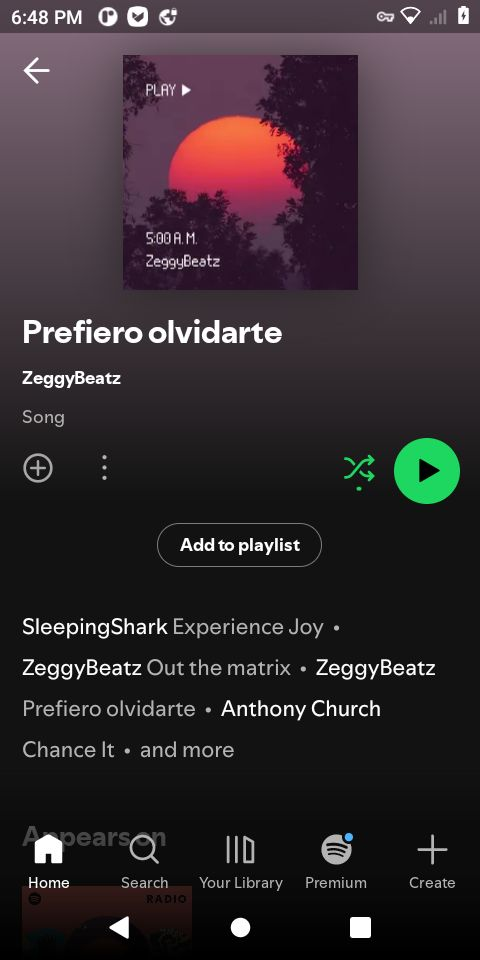 6:48 PM
PLAY
5:00 A.M.
ZeggyBeatz
Prefiero olvidarte
ZeggyBeatz
Song
Add to playlist
SleepingShark Experience Joy •
ZeggyBeatz Out the matrix • ZeggyBeatz
Prefiero olvidarte • Anthony Church
Chance It • and more
Appears on
Home Search Your Library Premium Create
RADIO